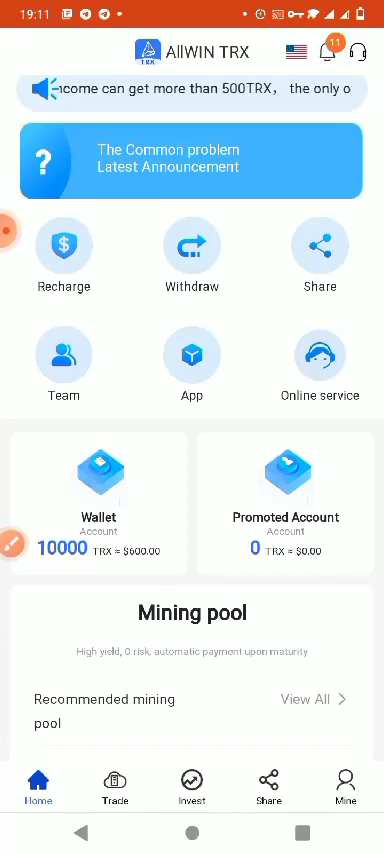 19:11
AllWIN TRX
11
TRX
ncome can get more than 500TRX, the only o
?
The Common problem
Latest Announcement
Recharge
Withdraw
Share
Team
App
Online service
Wallet
Account
10000 TRX ≈ $600.00
Promoted Account
Account
0 TRX ≈ $0.00
Mining pool
High yield, 0 risk, automatic payment upon maturity
Recommended mining
pool
View All
Home
Trade
Invest
Share
Mine